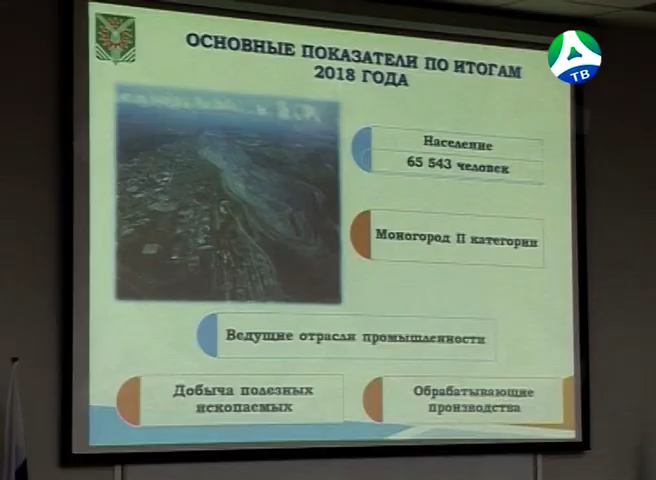 ОСНОВНЫЕ ПОКАЗАТЕЛИ ПО ИТОГАМ
2018 ГОДА
ТВ
Население
65 543 человек
Моногород II категории
Ведущие отрасли промышленности
Добыча полезных
ископаемых
Обрабатывающие
производства